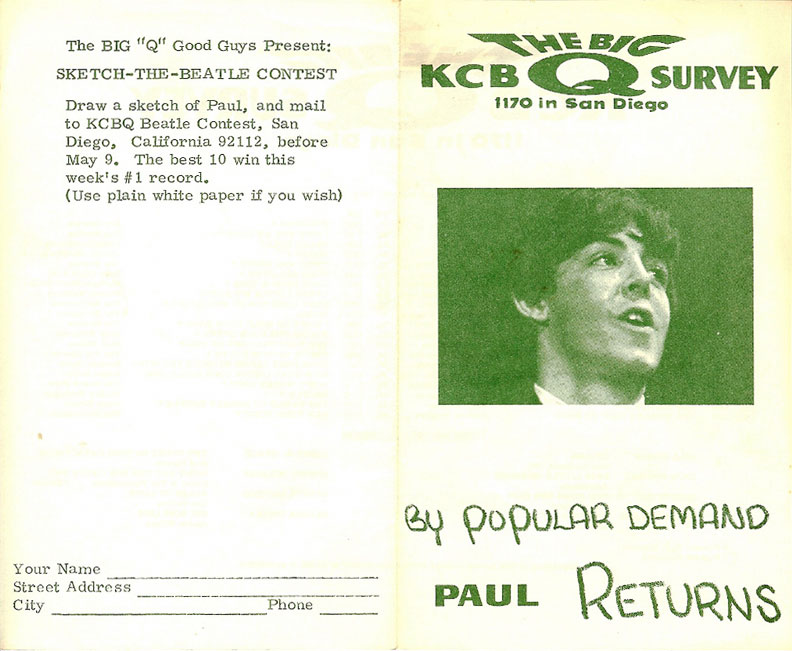 The BIG "Q" Good Guys Present:
SKETCH-THE-BEATLE CONTEST
Draw a sketch of Paul, and mail
to KCBQ Beatle Contest, San
Diego, California 92112, before
May 9. The best 10 win this
week's #1 record.
(Use plain white paper if you wish)
Your Name
Street Address
City Phone
THE BIG
KCBQ SURVEY
1170 in San Diego
By POPULAR DEMAND
PAUL RETURNS